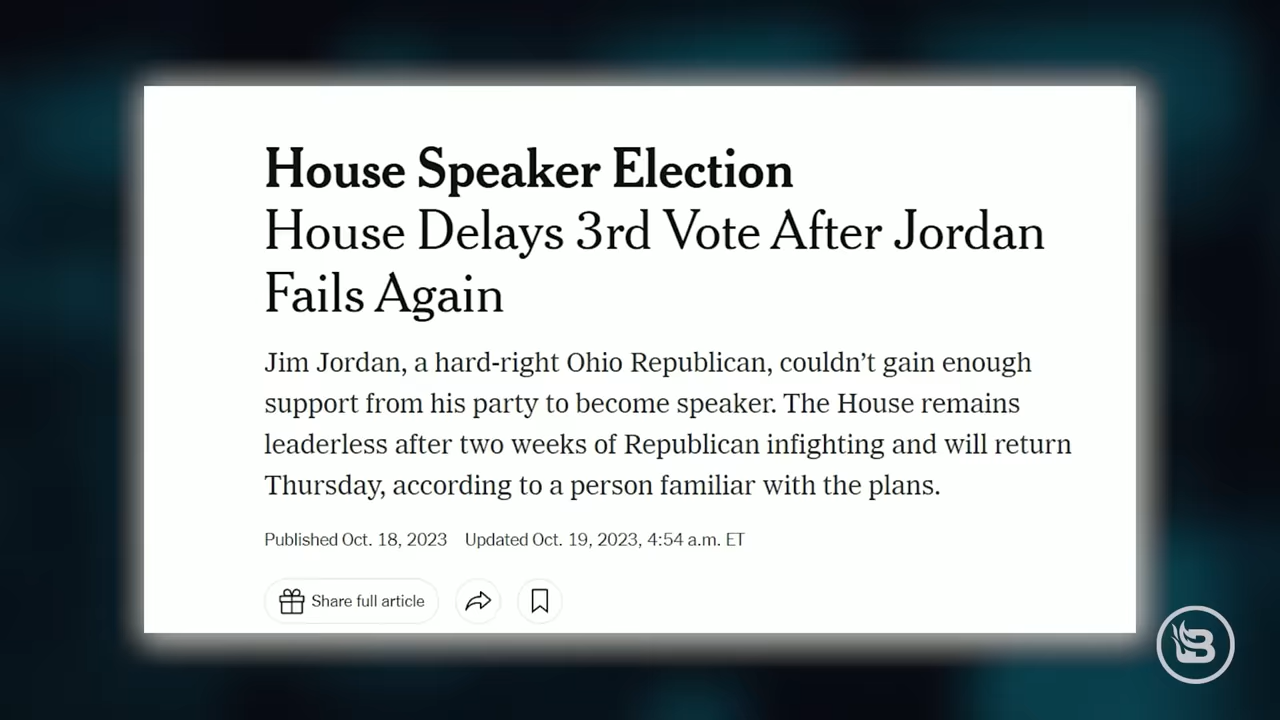 House Speaker Election
House Delays 3rd Vote After Jordan
Fails Again
Jim Jordan, a hard-right Ohio Republican, couldn’t gain enough
support from his party to become speaker. The House remains
leaderless after two weeks of Republican infighting and will return
Thursday, according to a person familiar with the plans.
Published Oct. 18, 2023 Updated Oct. 19, 2023, 4:54 a.m. ET
Share full article
B